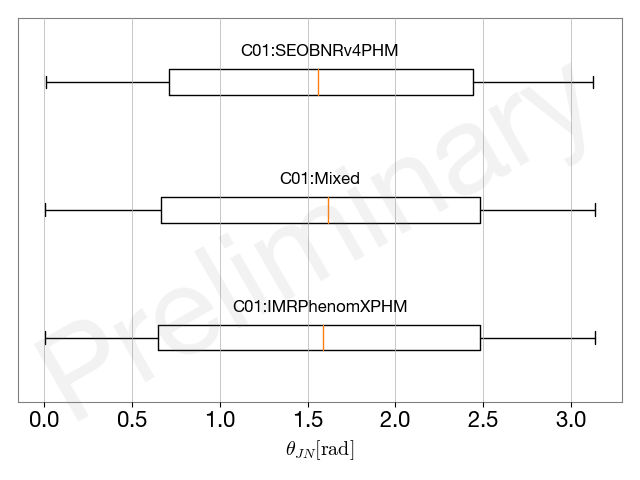 C01:SEOBNRv4PHM
C01:Mixed
C01:IMRPhenomXPHM
Preliminary
0.0 0.5 1.0 1.5 2.0 2.5 3.0
θ_JN[rad]